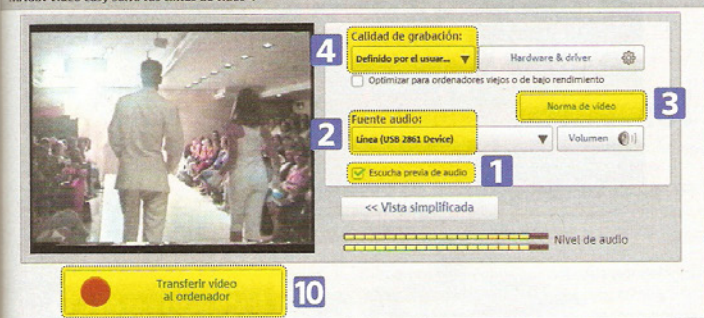 4
Calidad de grabación:
Definido por el usuar...
Hardware & driver
Optimizar para ordenadores viejos o de bajo rendimiento
Norma de vídeo
3
2
Fuente audio:
Línea (USB 2861 Device)
Volumen
Escucha previa de audio
1
<< Vista simplificada
Nivel de audio
Transferir vídeo
al ordenador
10